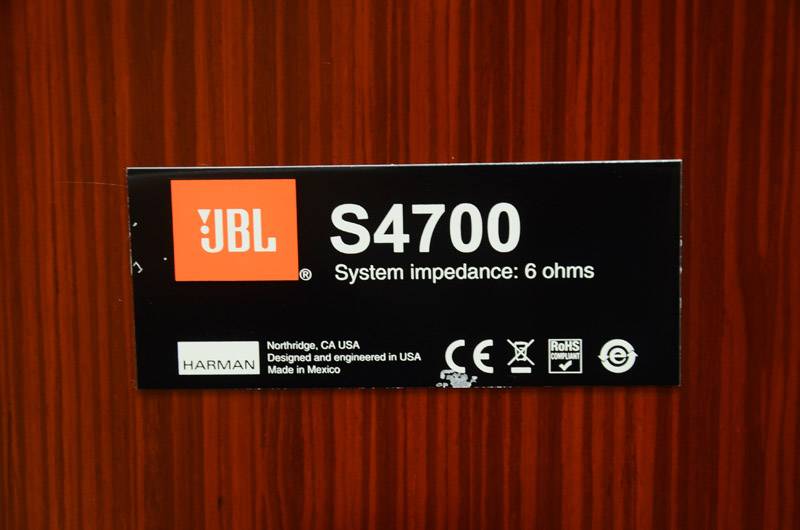 JBL
®
S4700
System impedance: 6 ohms
HARMAN
Northridge, CA USA
Designed and engineered in USA
Made in Mexico
CE
RoHS
COMPLIANT
e